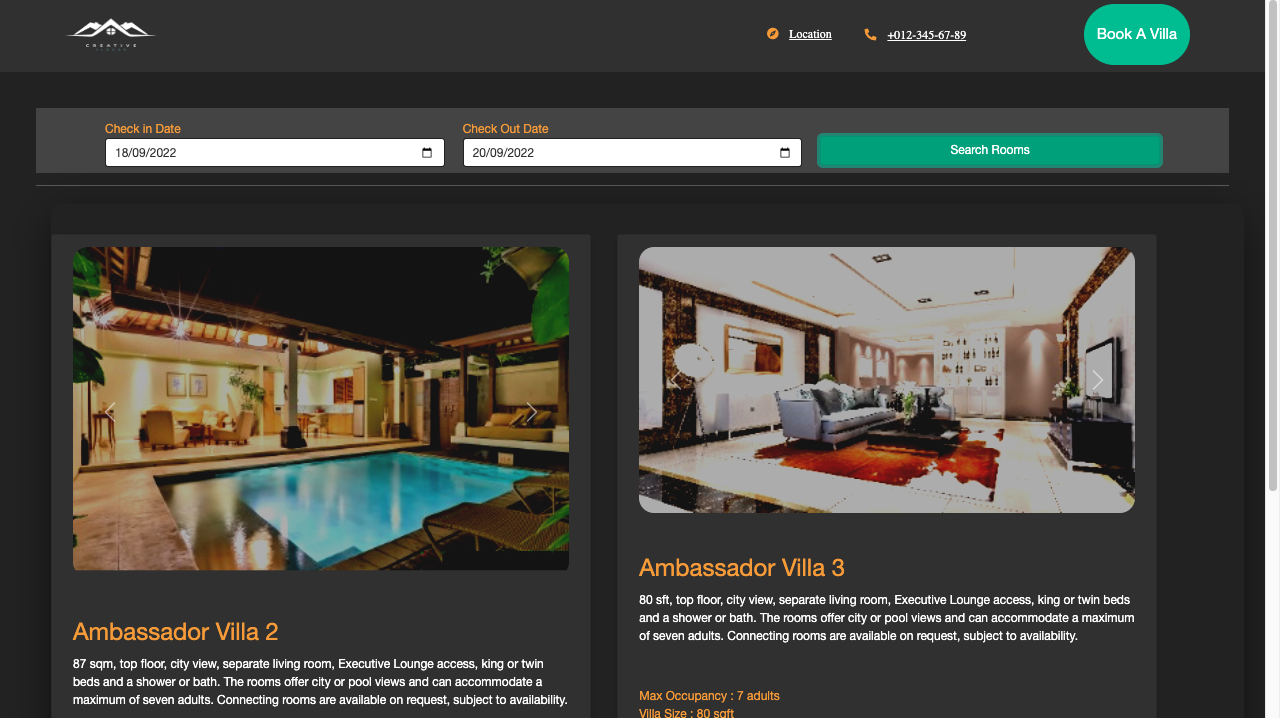 CREATIVE
Location
+012-345-67-89
Book A Villa
Check in Date
Check Out Date
18/09/2022
20/09/2022
Search Rooms
Ambassador Villa 2
87 sqm, top floor, city view, separate living room, Executive Lounge access, king or twin
beds and a shower or bath. The rooms offer city or pool views and can accommodate a
maximum of seven adults. Connecting rooms are available on request, subject to availability.
Ambassador Villa 3
80 sft, top floor, city view, separate living room, Executive Lounge access, king or twin beds
and a shower or bath. The rooms offer city or pool views and can accommodate a maximum
of seven adults. Connecting rooms are available on request, subject to availability.
Max Occupancy : 7 adults
Villa Size : 80 sqft